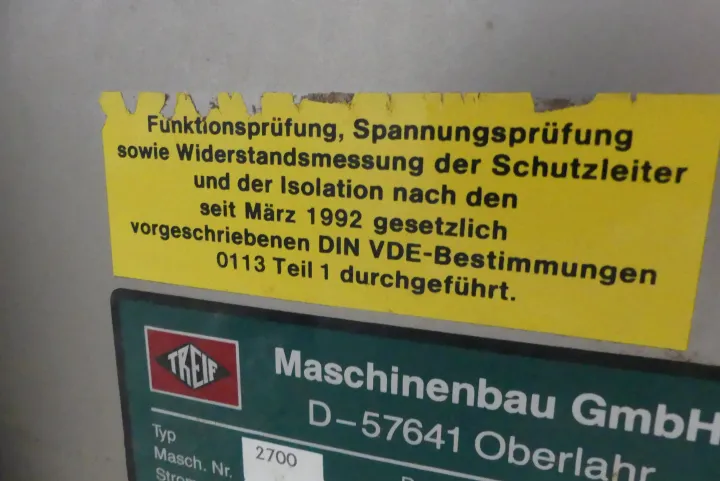 Funktionsprüfung, Spannungsprüfung
sowie Widerstandsmessung der Schutzleiter
und der Isolation nach den
seit März 1992 gesetzlich
vorgeschriebenen DIN VDE-Bestimmungen
0113 Teil 1 durchgeführt.
TREIF
Maschinenbau GmbH
D-57641 Oberlahr
Typ
Masch. Nr. 2700